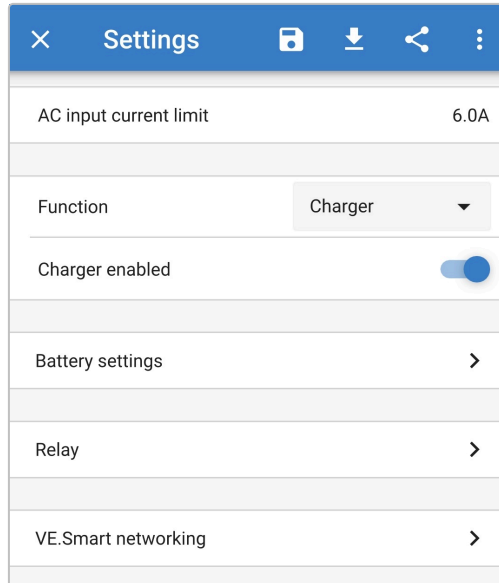 Settings
AC input current limit 6.0A
Function Charger
Charger enabled
Battery settings
Relay
VE.Smart networking